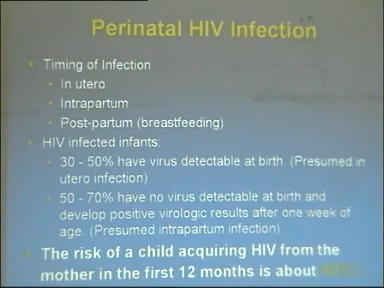 Perinatal HIV Infection
Timing of Infection
In utero
Intrapartum
Post-partum (breastfeeding)
HIV infected infants:
30 - 50% have virus detectable at birth. (Presumed in
utero infection)
50 - 70% have no virus detectable at birth and
develop positive virologic results after one week of
age. (Presumed intrapartum infection)
The risk of a child acquiring HIV from the
mother in the first 12 months is about